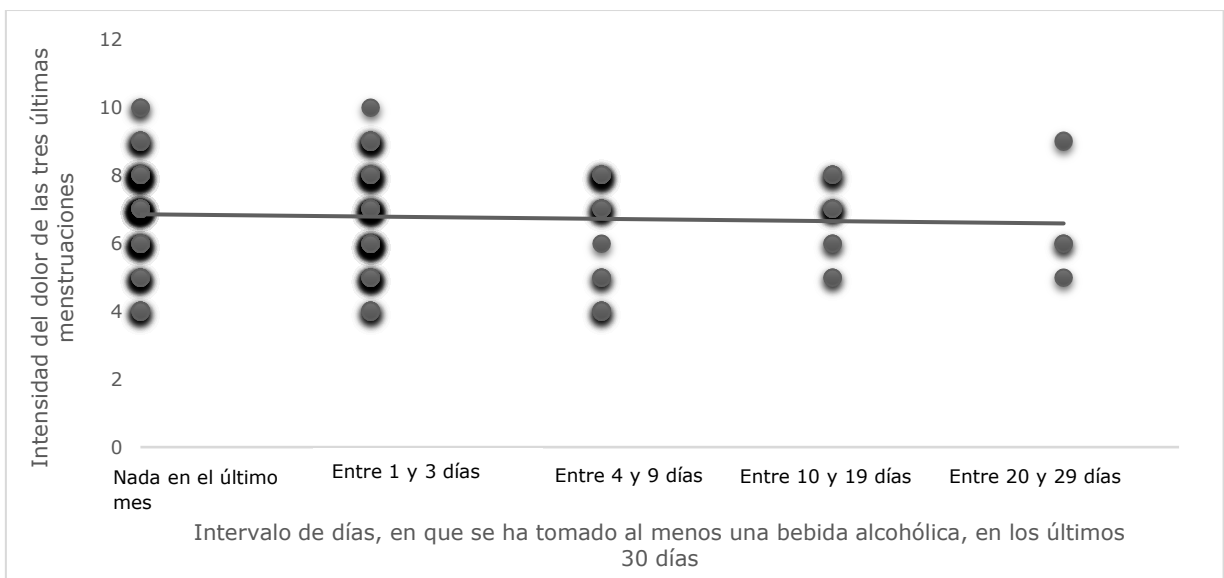 Intensidad del dolor de las tres últimas
menstruaciones
12
10
8
6
4
2
0
Nada en el último
mes
Entre 1 y 3 días
Entre 4 y 9 días
Entre 10 y 19 días
Entre 20 y 29 días
Intervalo de días, en que se ha tomado al menos una bebida alcohólica, en los últimos
30 días